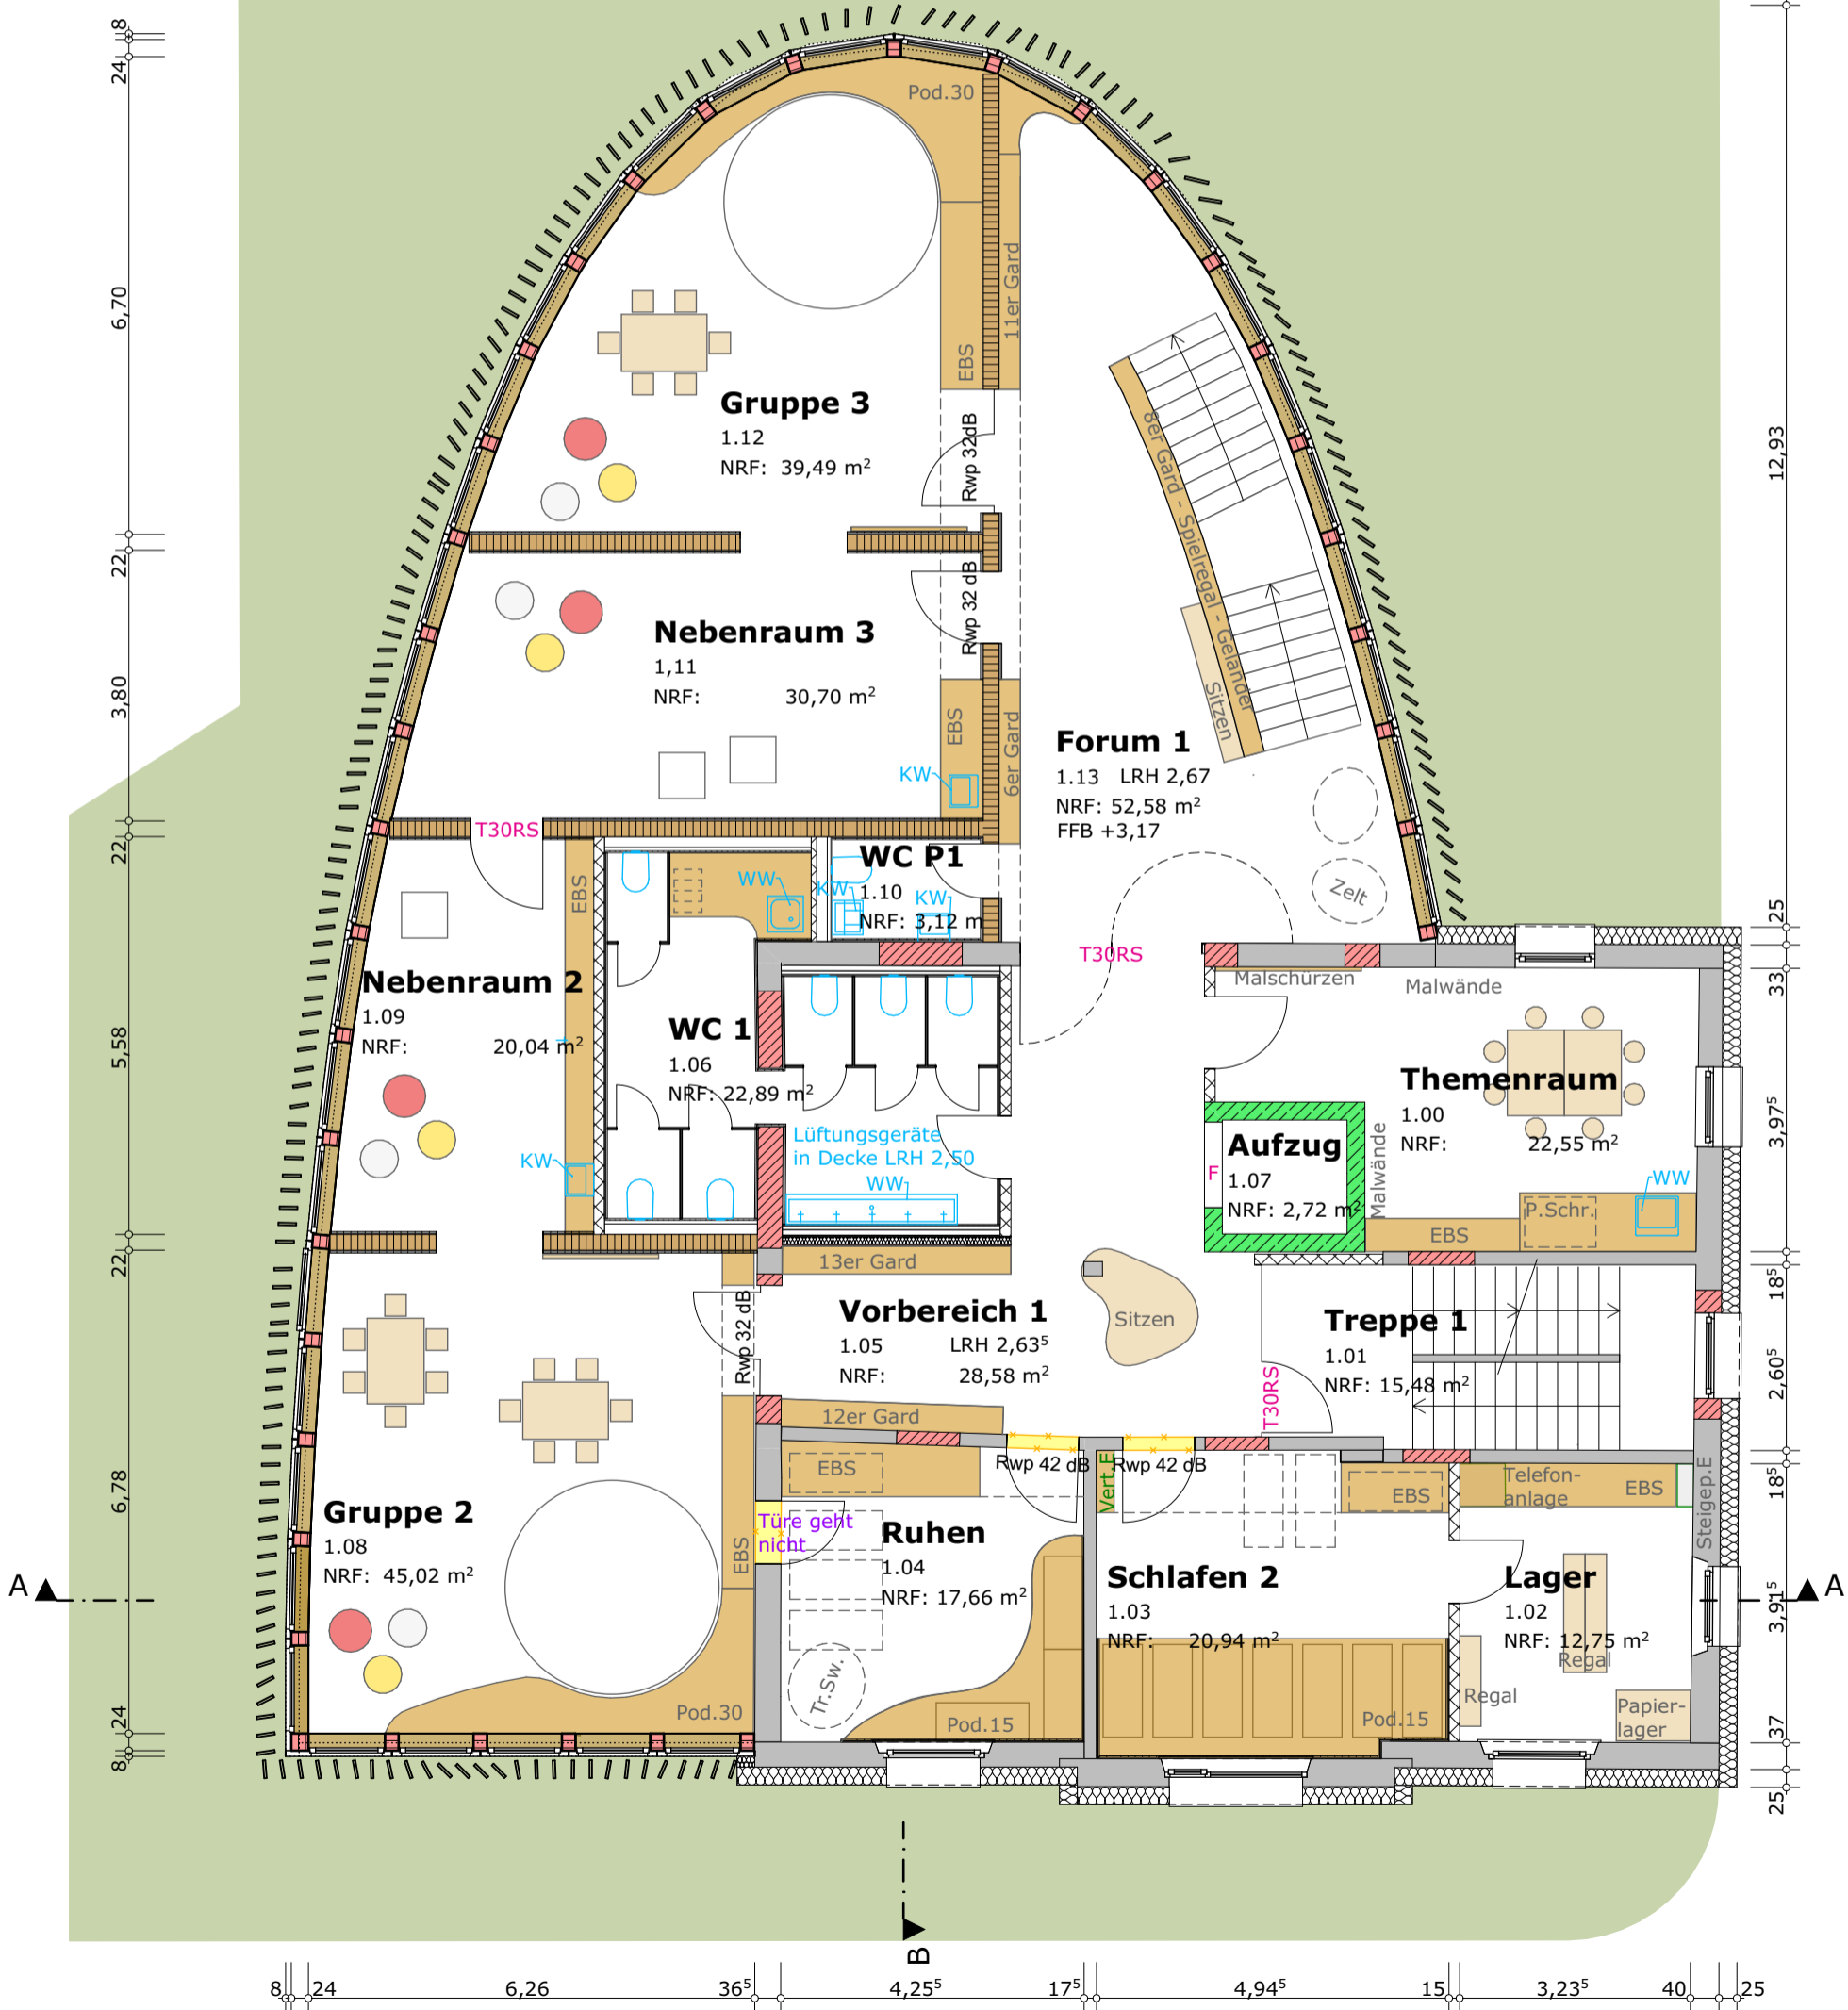 Pod.30
11er Gard
EBS
Gruppe 3
1.12
NRF: 39,49 m²
Rwp 32dB
8er Gard - Spielregal - Geländer
Sitzen
Rwp 32 dB
Nebenraum 3
1,11
NRF: 30,70 m²
EBS
6er Gard
KW
Forum 1
1.13 LRH 2,67
NRF: 52,58 m²
FFB +3,17
Zelt
T30RS
EBS
WW
WC P1
KW
1.10
KW
NRF: 3,12 m
T30RS
Malschürzen
Malwände
Nebenraum 2
1.09
NRF: 20,04 m²
KW
WC 1
1.06
NRF: 22,89 m²
Lüftungsgeräte
in Decke LRH 2,50
WW
Themenraum
1.00
NRF: 22,55 m²
Malwände
WW
P.Schr.
EBS
Aufzug
F
1.07
NRF: 2,72 m²
13er Gard
Rwp 32 dB
Vorbereich 1
1.05 LRH 2,63⁵
NRF: 28,58 m²
Sitzen
Treppe 1
1.01
NRF: 15,48 m²
T30RS
12er Gard
Rwp 42 dB
Rwp 42 dB
Vert.E
EBS
EBS
Telefon-
anlage
EBS
Steigep.E
Gruppe 2
1.08
NRF: 45,02 m²
EBS
Pod.30
Türe geht
nicht
Ruhen
1.04
NRF: 17,66 m²
Tr.Sw.
Pod.15
Schlafen 2
1.03
NRF: 20,94 m²
Pod.15
Lager
1.02
NRF: 12,75 m²
Regal
Regal
Papier-
lager
A
A
B
8
24
6,70
22
3,80
22
5,58
22
6,78
24
8
12,93
25
33
3,97⁵
18⁵
2,60⁵
18⁵
3,91⁵
37
25
8 24 6,26 36⁵ 4,25⁵ 17⁵ 4,94⁵ 15 3,23⁵ 40 25